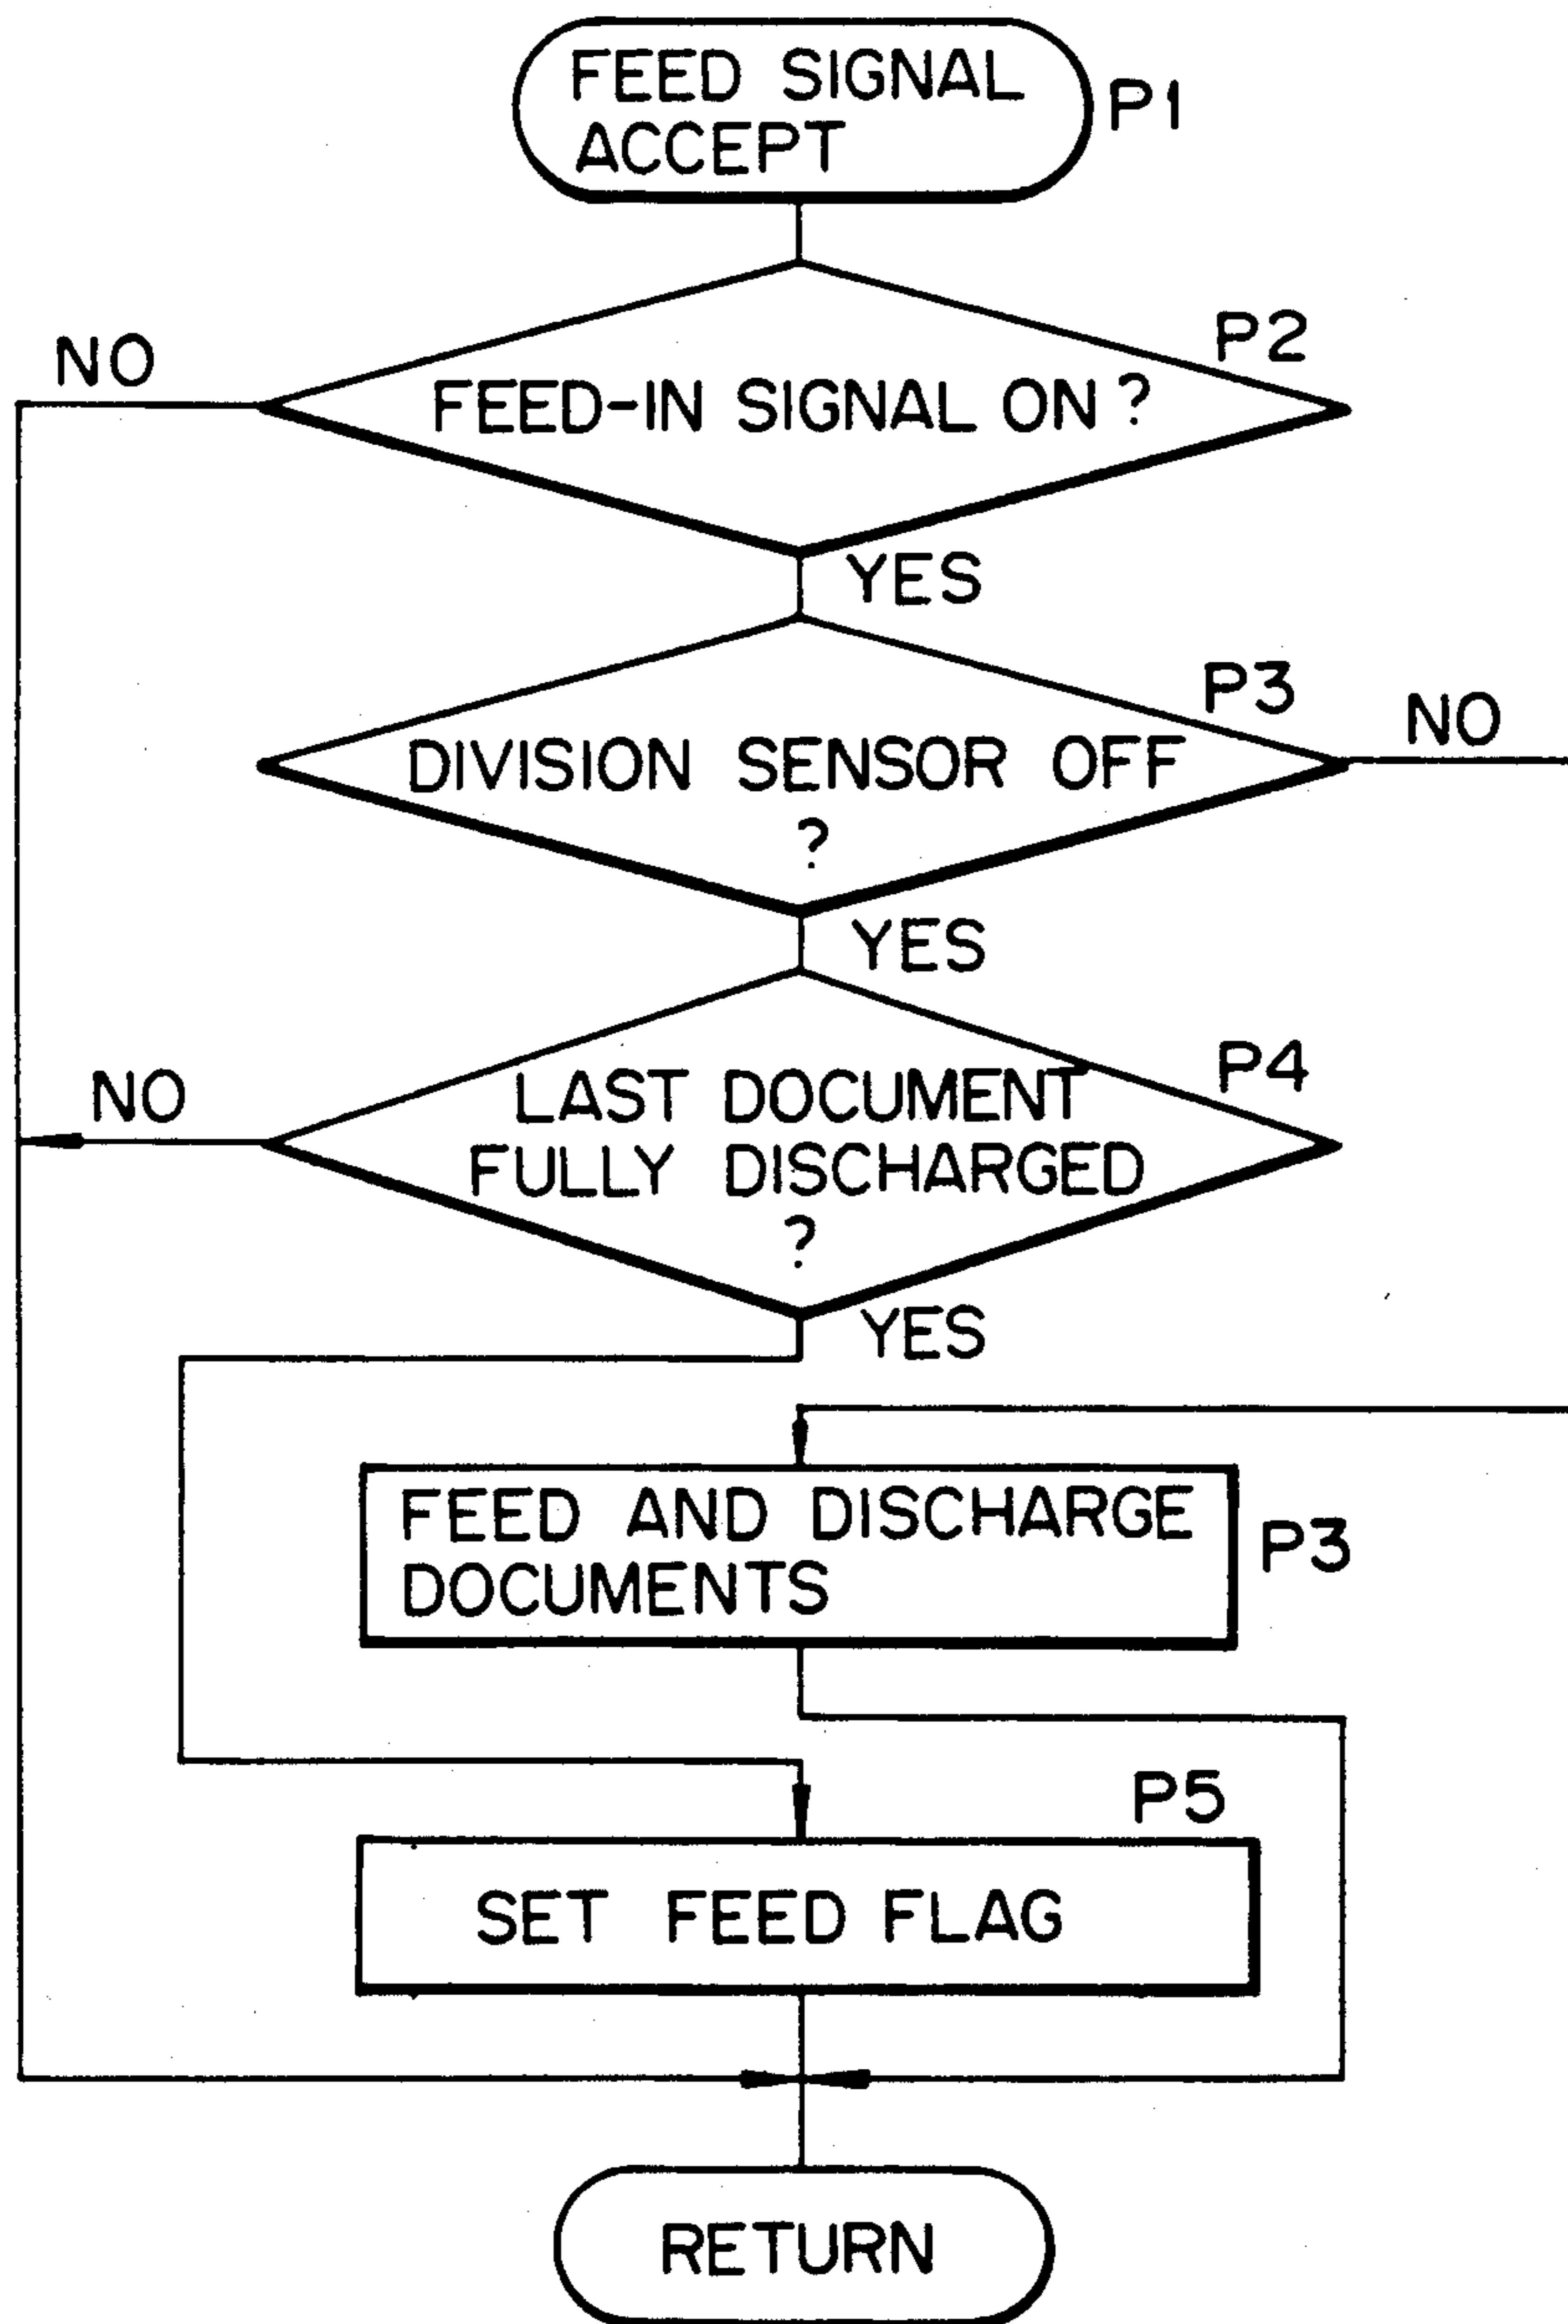 FEED SIGNAL
ACCEPT
P1
P2
NO
FEED-IN SIGNAL ON ?
YES
P3
NO
DIVISION SENSOR OFF
?
YES
P4
NO
LAST DOCUMENT
FULLY DISCHARGED
?
YES
FEED AND DISCHARGE
DOCUMENTS
P3
P5
SET FEED FLAG
RETURN